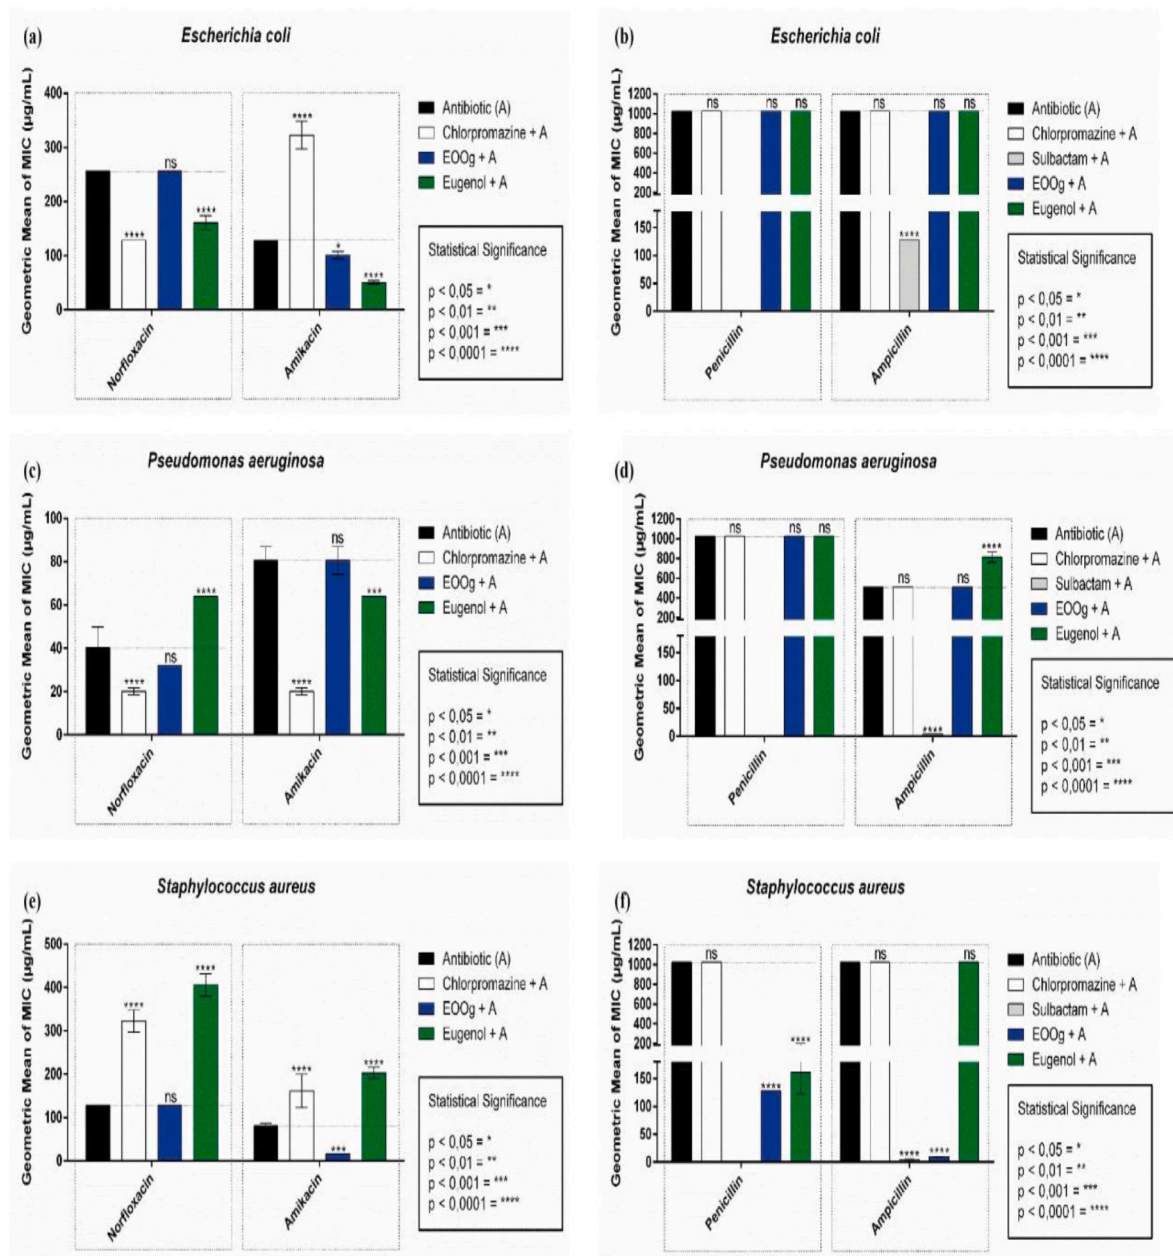 (a)
Escherichia coli
Geometric Mean of MIC (µg/mL)
400
300
200
100
0
****
ns
****
****
*
****
Norfloxacin
Amikacin
Antibiotic (A)
Chlorpromazine + A
EOOg + A
Eugenol + A
Statistical Significance
p < 0,05 = *
p < 0,01 = **
p < 0,001 = ***
p < 0,0001 = ****
(b)
Escherichia coli
Geometric Mean of MIC (µg/mL)
1200
1000
800
600
400
200
150
100
50
0
ns
ns
ns
ns
****
ns
ns
Penicillin
Ampicillin
Antibiotic (A)
Chlorpromazine + A
Sulbactam + A
EOOg + A
Eugenol + A
Statistical Significance
p < 0,05 = *
p < 0,01 = **
p < 0,001 = ***
p < 0,0001 = ****
(c)
Pseudomonas aeruginosa
Geometric Mean of MIC (µg/mL)
100
80
60
40
20
0
****
ns
****
****
ns
***
Norfloxacin
Amikacin
Antibiotic (A)
Chlorpromazine + A
EOOg + A
Eugenol + A
Statistical Significance
p < 0,05 = *
p < 0,01 = **
p < 0,001 = ***
p < 0,0001 = ****
(d)
Pseudomonas aeruginosa
Geometric Mean of MIC (µg/mL)
1200
1000
800
600
400
200
150
100
50
0
ns
ns
ns
ns
****
ns
****
Penicillin
Ampicillin
Antibiotic (A)
Chlorpromazine + A
Sulbactam + A
EOOg + A
Eugenol + A
Statistical Significance
p < 0,05 = *
p < 0,01 = **
p < 0,001 = ***
p < 0,0001 = ****
(e)
Staphylococcus aureus
Geometric Mean of MIC (µg/mL)
500
400
300
200
100
0
****
ns
****
****
***
****
Norfloxacin
Amikacin
Antibiotic (A)
Chlorpromazine + A
EOOg + A
Eugenol + A
Statistical Significance
p < 0,05 = *
p < 0,01 = **
p < 0,001 = ***
p < 0,0001 = ****
(f)
Staphylococcus aureus
Geometric Mean of MIC (µg/mL)
1200
1000
800
600
400
200
150
100
50
0
ns
****
****
ns
****
****
ns
Penicillin
Ampicillin
Antibiotic (A)
Chlorpromazine + A
Sulbactam + A
EOOg + A
Eugenol + A
Statistical Significance
p < 0,05 = *
p < 0,01 = **
p < 0,001 = ***
p < 0,0001 = ****